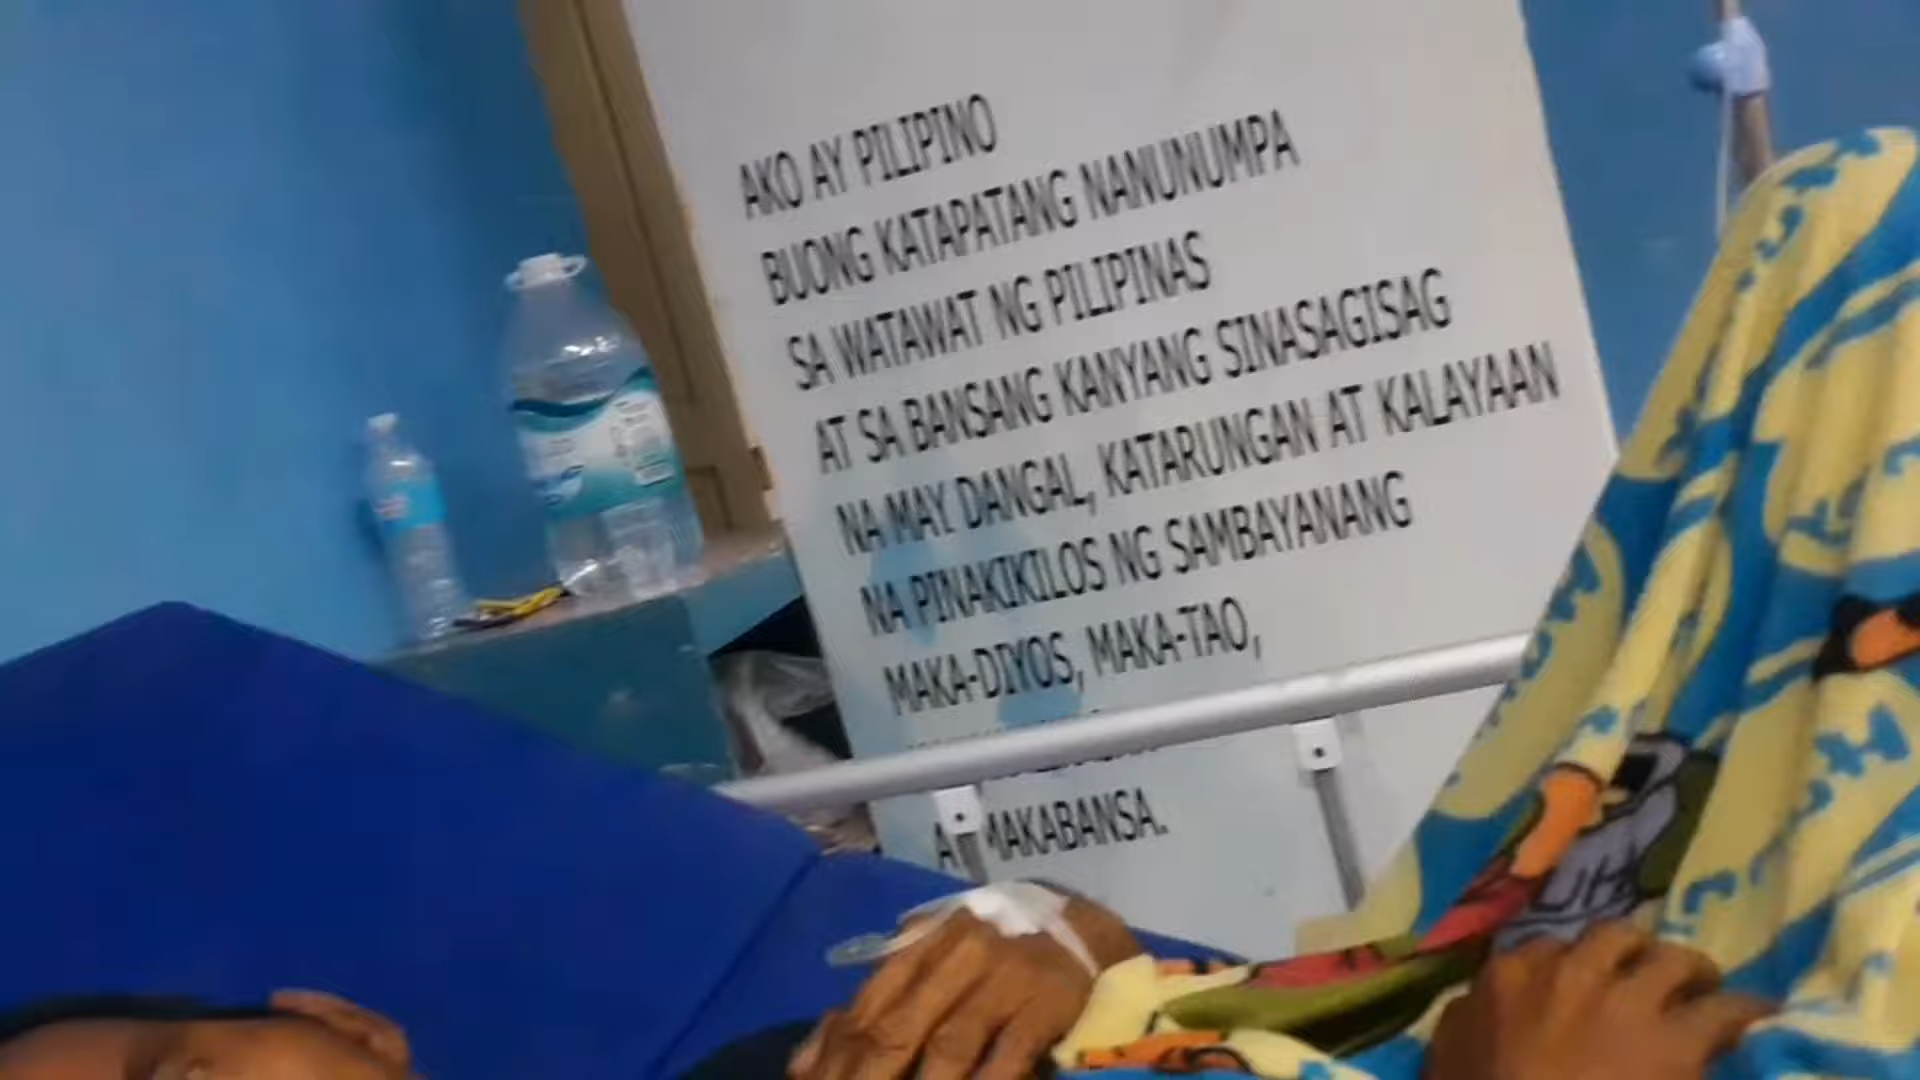 AKO AY PILIPINO
BUONG KATAPATANG NANUNUMPA
SA WATAWAT NG PILIPINAS
AT SA BANSANG KANYANG SINASAGISAG
NA MAY DANGAL, KATARUNGAN AT KALAYAAN
NA PINAKIKILOS NG SAMBAYANANG
MAKA-DIYOS, MAKA-TAO,
MAKABANSA.